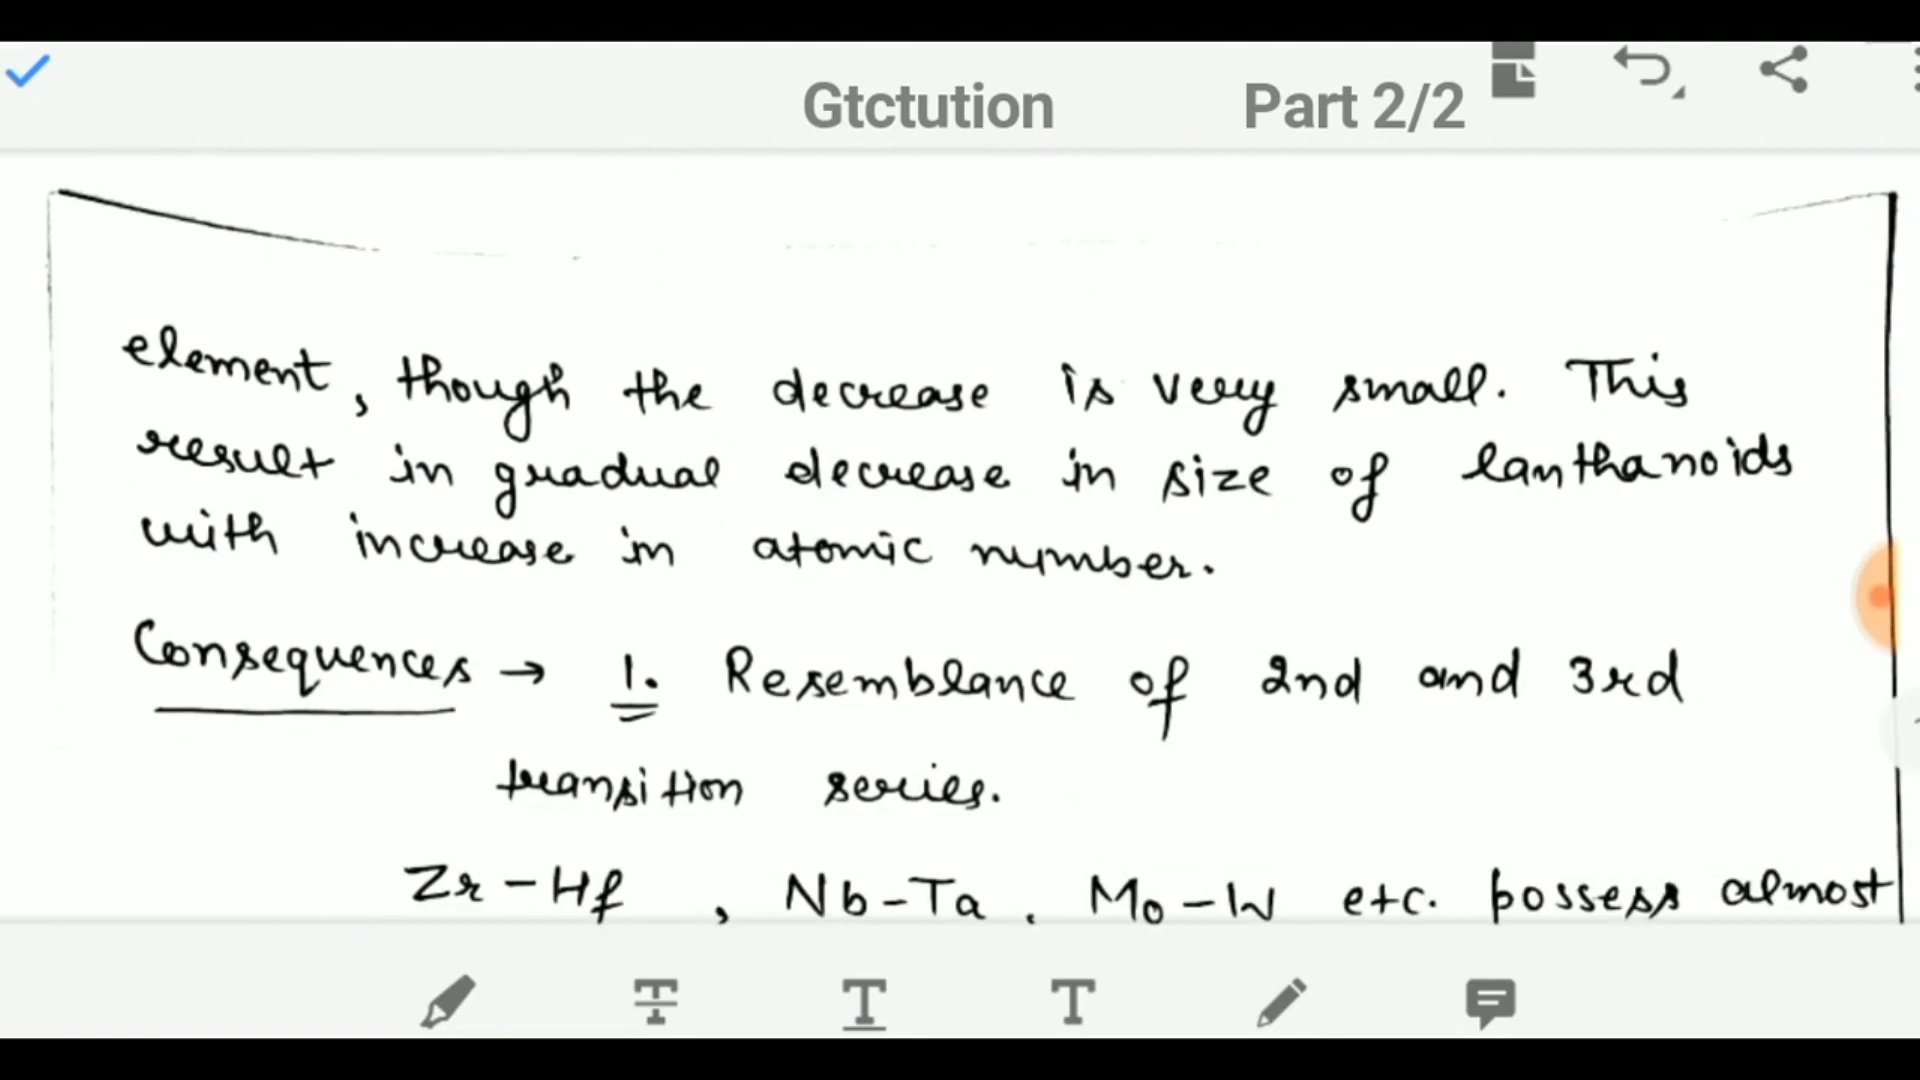 Gtctution Part 2/2
element, though the decrease is very small. This
result in gradual decrease in size of lanthanoids
with increase in atomic number.
Consequences → 1. Resemblance of 2nd and 3rd
transition series.
Zr-Hf, Nb-Ta, Mo-W etc. possess almost